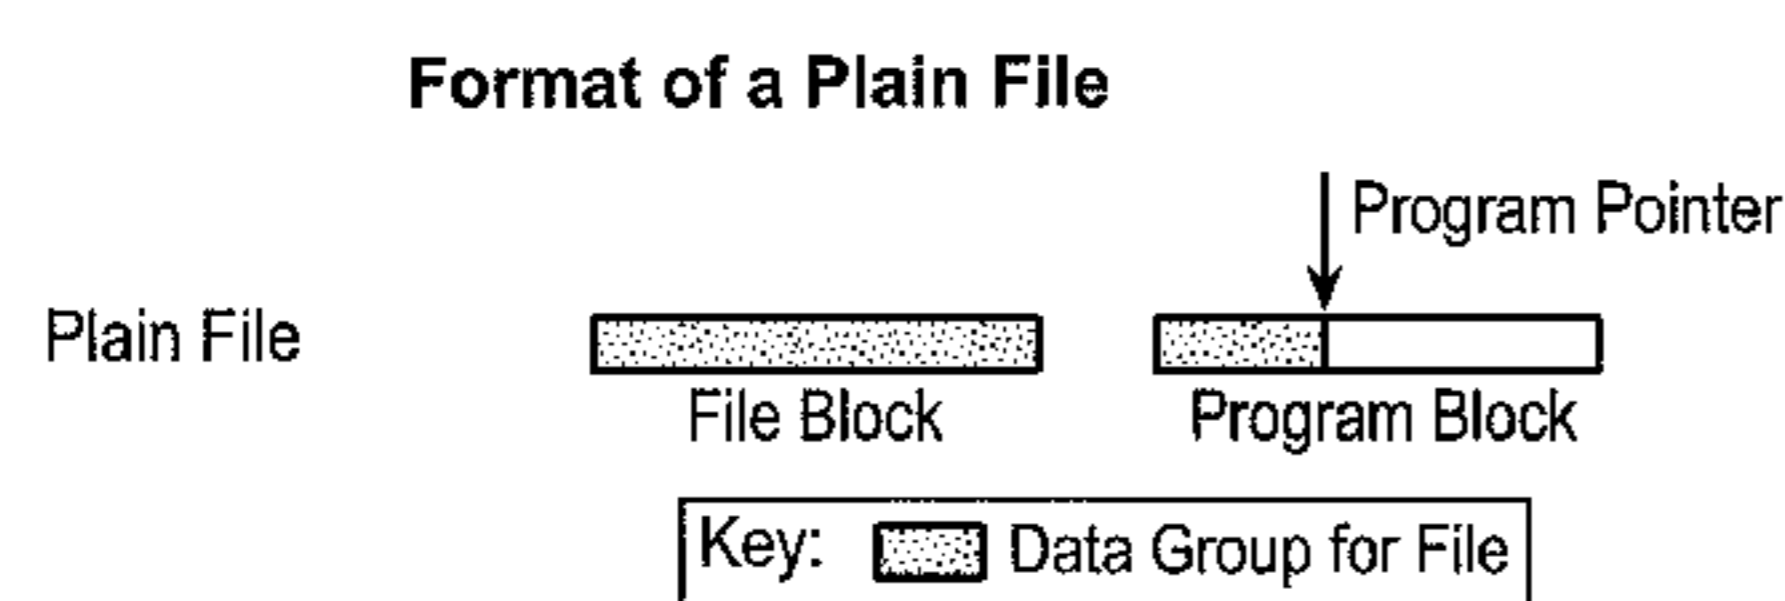 Format of a Plain File
Program Pointer
Plain File
File Block
Program Block
Key: Data Group for File